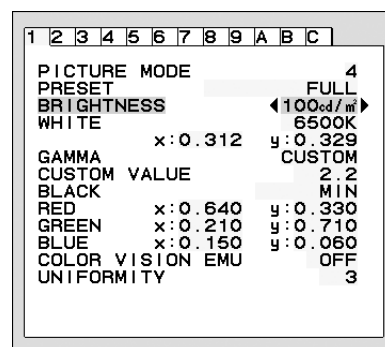 1 2 3 4 5 6 7 8 9 A B C
PICTURE MODE 4
PRESET FULL
BRIGHTNESS 100cd/㎡
WHITE 6500K
x:0.312 y:0.329
GAMMA CUSTOM
CUSTOM VALUE 2.2
BLACK MIN
RED x:0.640 y:0.330
GREEN x:0.210 y:0.710
BLUE x:0.150 y:0.060
COLOR VISION EMU OFF
UNIFORMITY 3